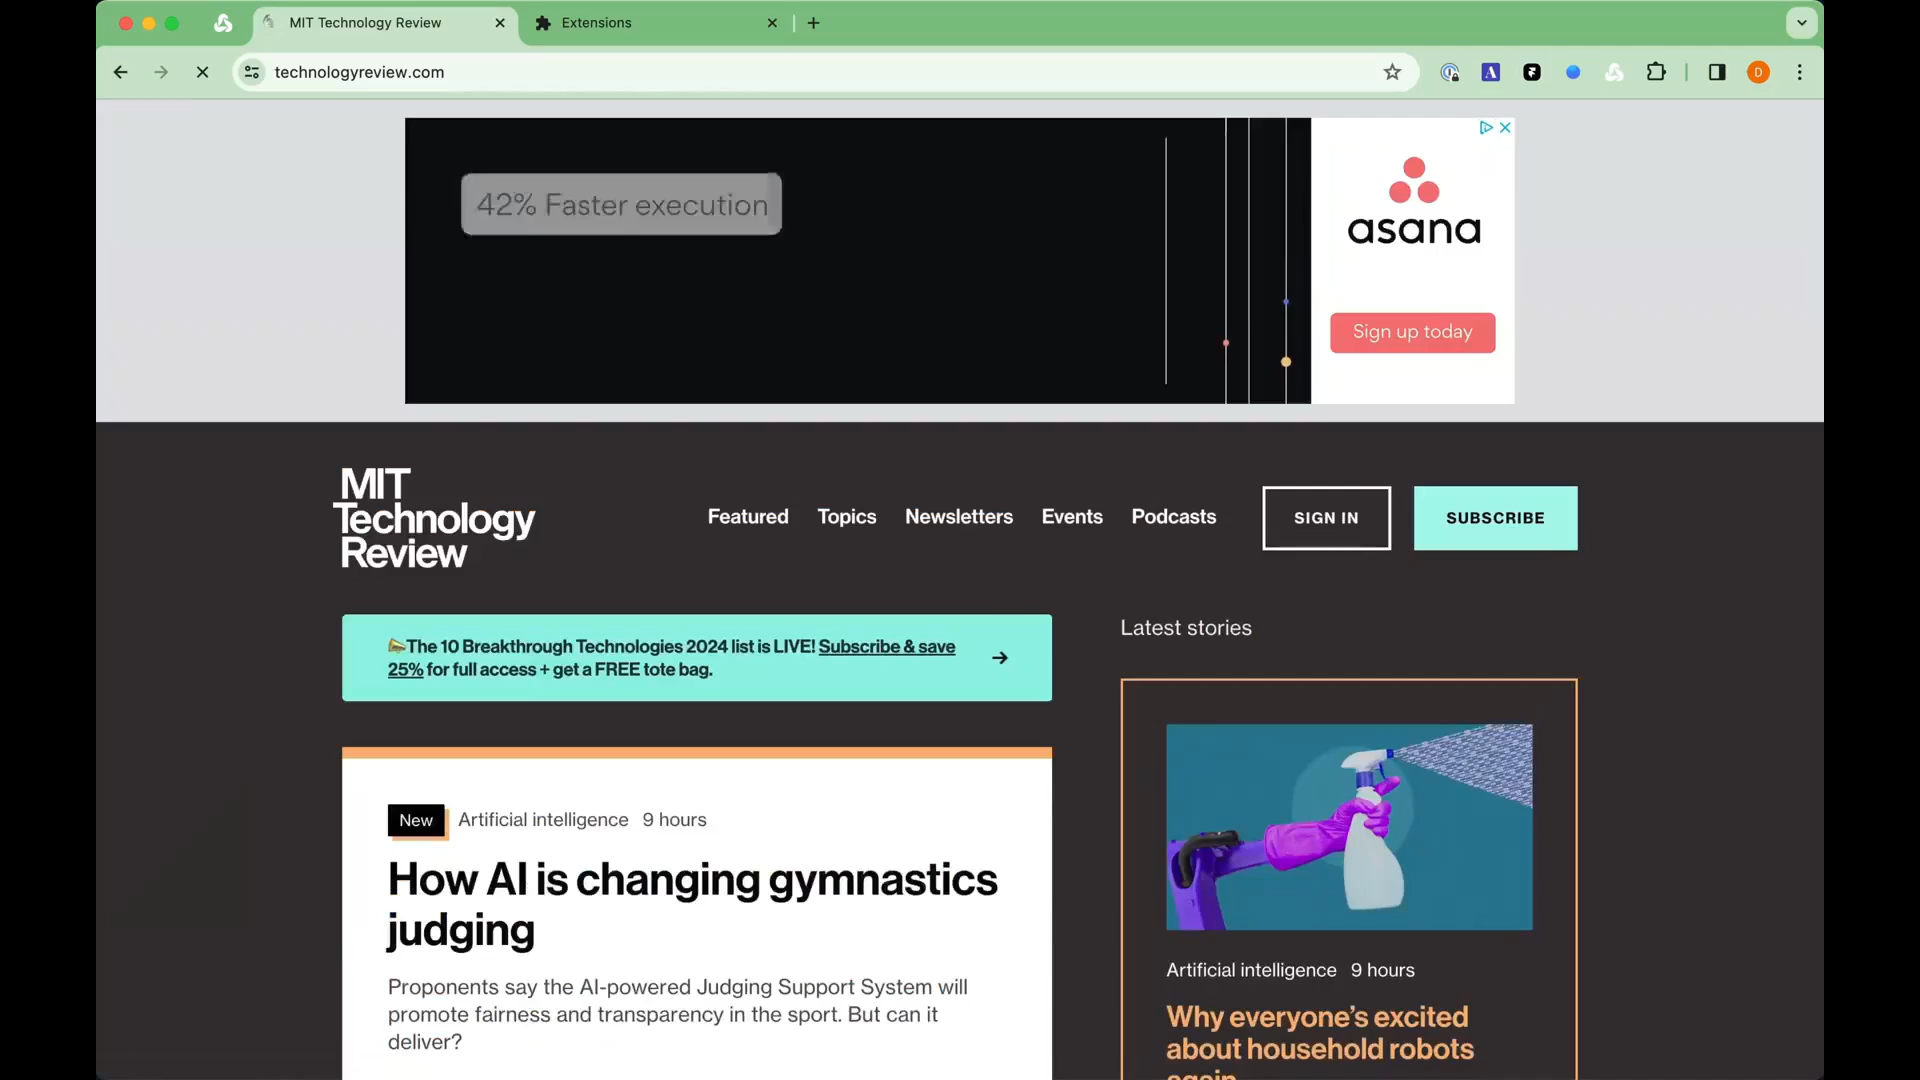 MIT Technology Review
Extensions
technologyreview.com
D
42% Faster execution
asana
Sign up today
MIT
Technology
Review
Featured
Topics
Newsletters
Events
Podcasts
SIGN IN
SUBSCRIBE
The 10 Breakthrough Technologies 2024 list is LIVE! Subscribe & save
25% for full access + get a FREE tote bag.
Latest stories
New
Artificial intelligence 9 hours
How AI is changing gymnastics
judging
Proponents say the AI-powered Judging Support System will
promote fairness and transparency in the sport. But can it
deliver?
Artificial intelligence 9 hours
Why everyone’s excited
about household robots
again